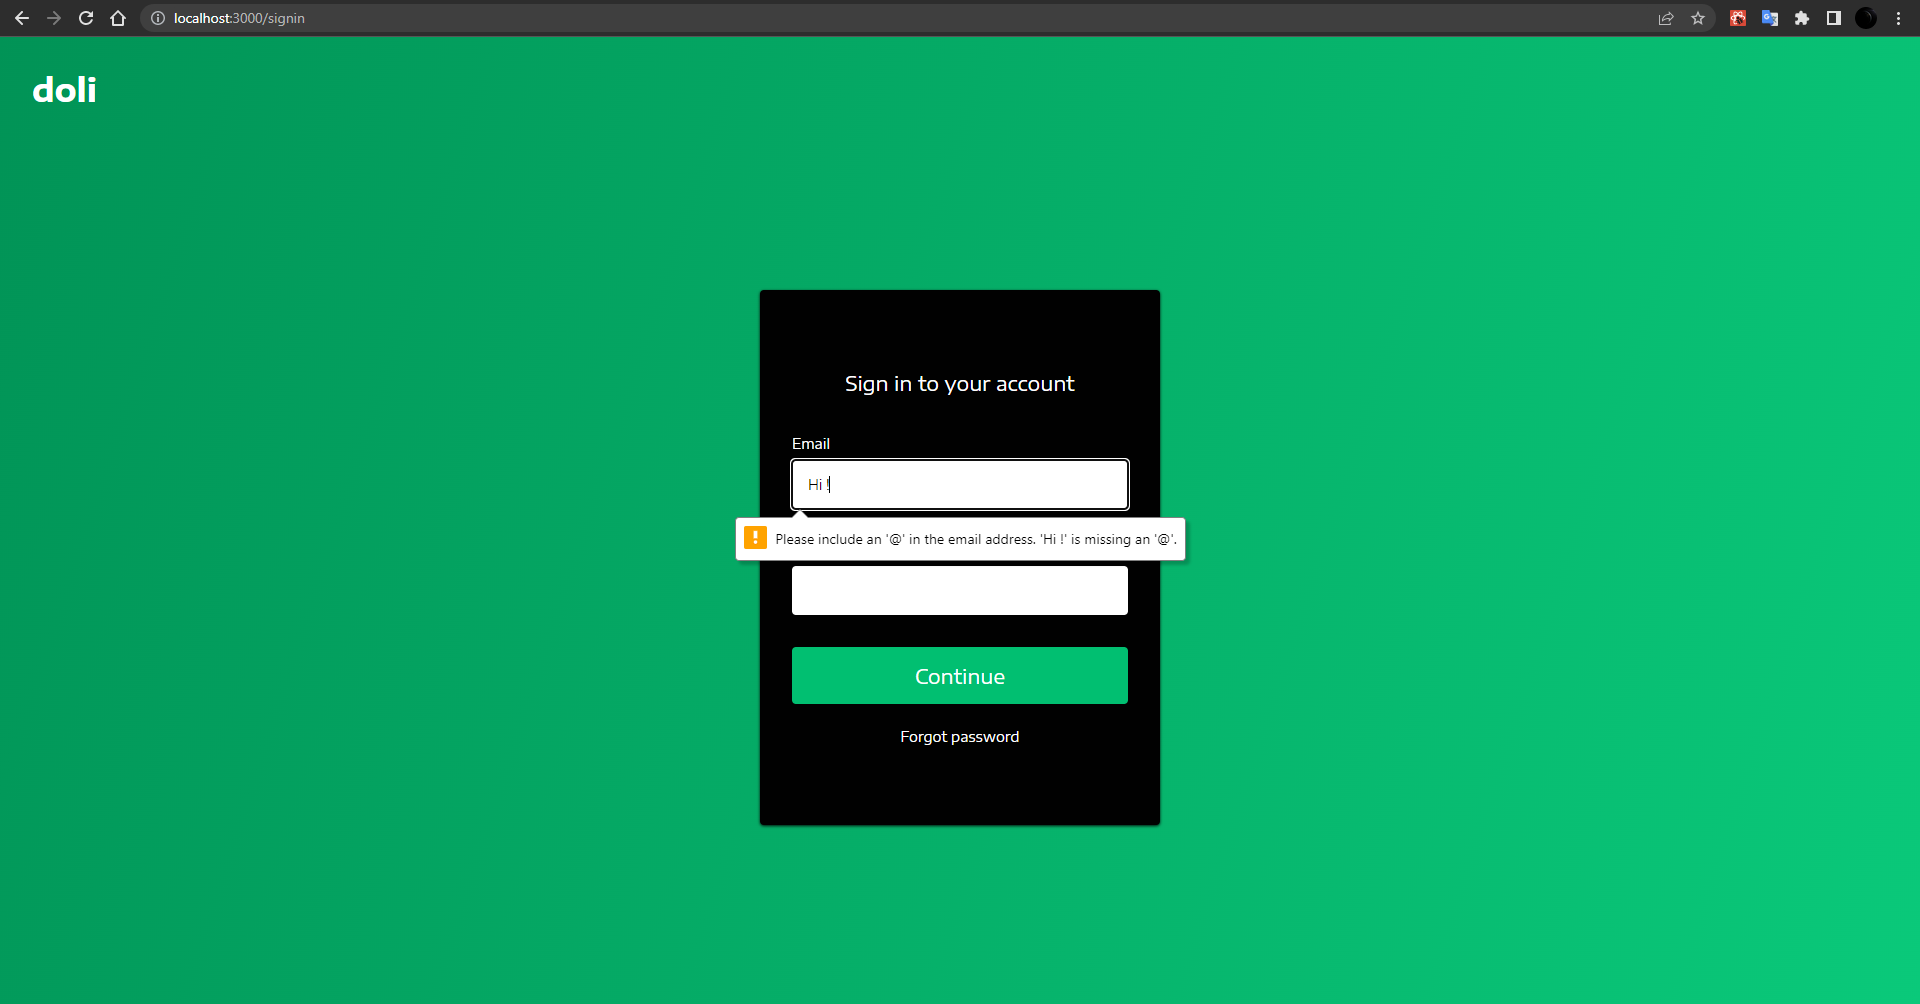 localhost:3000/signin
doli
Sign in to your account
Email
Hi !
Please include an '@' in the email address. 'Hi !' is missing an '@'.
Continue
Forgot password